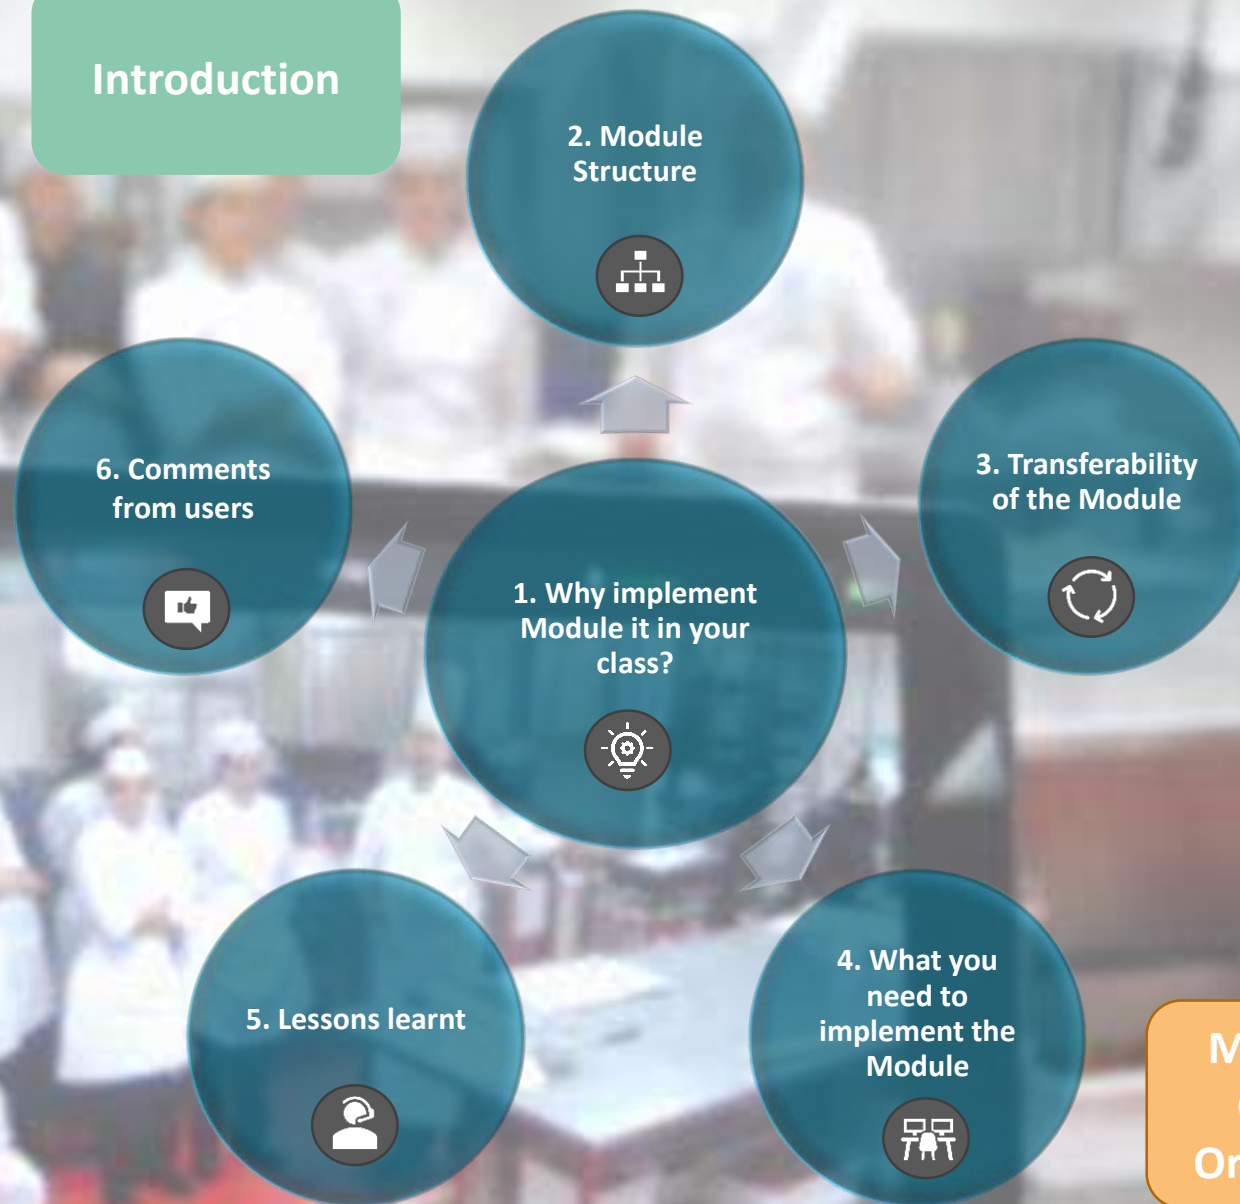 Introduction
2. Module
Structure
6. Comments
from users
3. Transferability
of the Module
1. Why implement
Module it in your
class?
4. What you
need to
implement the
Module
5. Lessons learnt